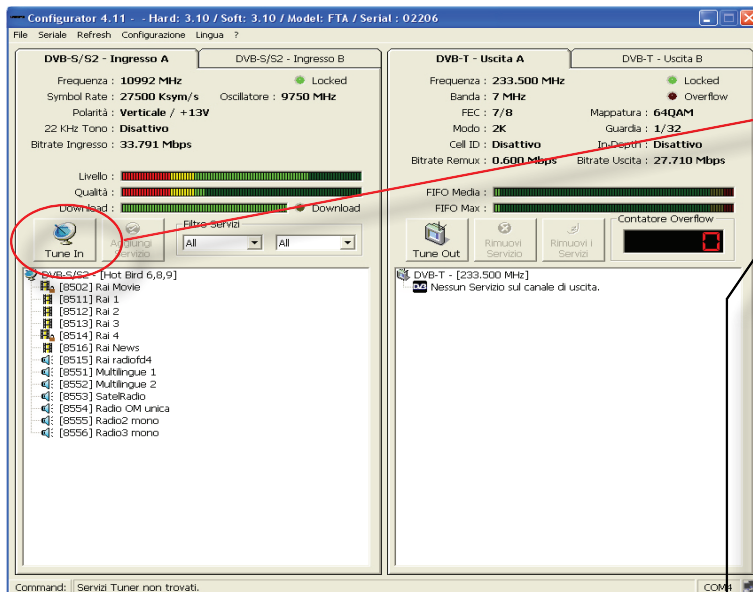 Configurator 4.11 - - Hard: 3.10 / Soft: 3.10 / Model: FTA / Serial : 02206
File Seriale Refresh Configurazione Lingua ?
DVB-S/S2 - Ingresso A
DVB-S/S2 - Ingresso B
Frequenza : 10992 MHz
Locked
Symbol Rate : 27500 Ksym/s
Oscillatore : 9750 MHz
Polarità : Verticale / +13V
22 KHz Tono : Disattivo
Bitrate Ingresso : 33.791 Mbps
Livello :
Qualità :
Download :
Download
Tune In
Aggiungi Servizio
Filtro Servizi
All
All
DVB-S/S2 - [Hot Bird 6,8,9]
[8502] Rai Movie
[8511] Rai 1
[8512] Rai 2
[8513] Rai 3
[8514] Rai 4
[8516] Rai News
[8515] Rai radiofd4
[8551] Multilingue 1
[8552] Multilingue 2
[8553] SatelRadio
[8554] Radio OM unica
[8555] Radio2 mono
[8556] Radio3 mono
DVB-T - Uscita A
DVB-T - Uscita B
Frequenza : 233.500 MHz
Locked
Banda : 7 MHz
Overflow
FEC : 7/8
Mappatura : 64QAM
Modo : 2K
Guardia : 1/32
Cell ID : Disattivo
In-Depth : Disattivo
Bitrate Remux : 0.600 Mbps
Bitrate Uscita : 27.710 Mbps
FIFO Media :
FIFO Max :
Tune Out
Rimuovi Servizio
Rimuovi i Servizi
Contatore Overflow
0
DVB-T - [233.500 MHz]
DVB Nessun Servizio sul canale di uscita.
Command: Servizi Tuner non trovati.
COM4